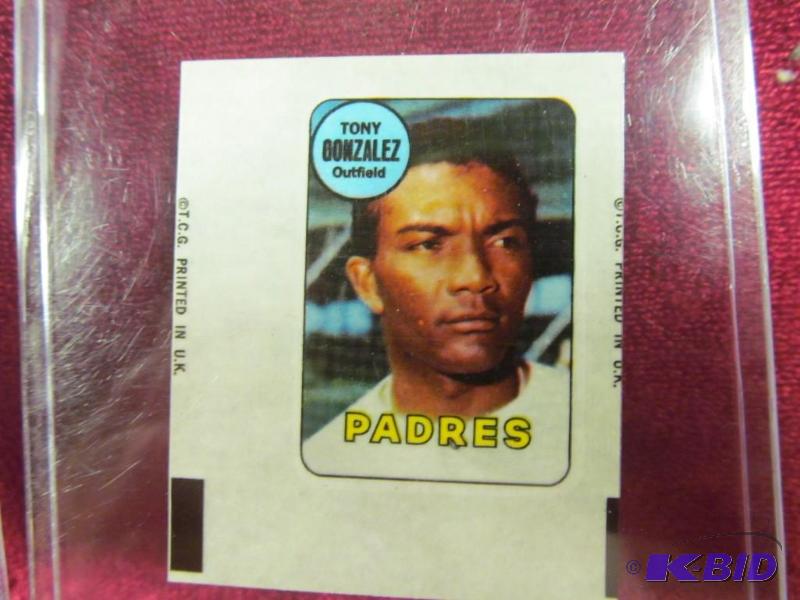 TONY
GONZALEZ
Outfield
PADRES
©T.C.G. PRINTED IN U.K.
©T.C.G. PRINTED IN U.K.
© K-BID